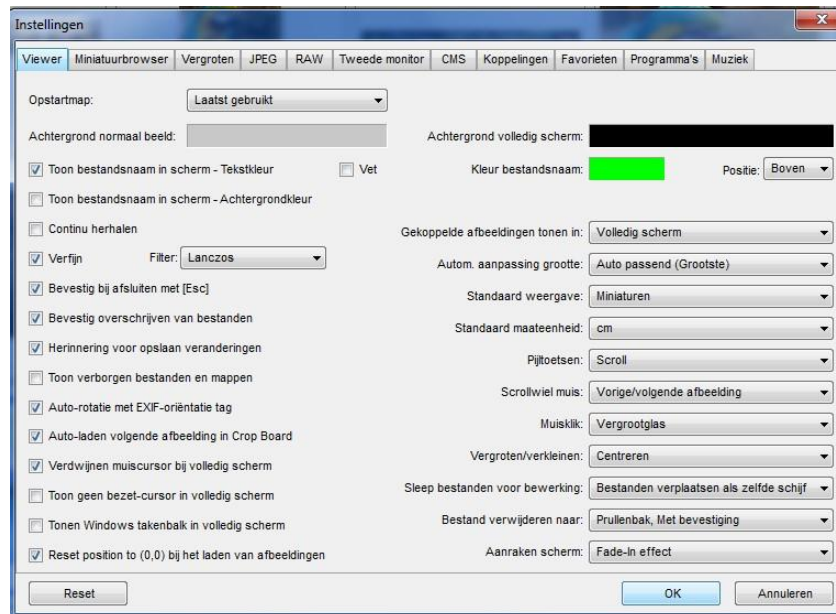 Instellingen
Viewer Miniatuurbrowser Vergroten JPEG RAW Tweede monitor CMS Koppelingen Favorieten Programma's Muziek
Opstartmap: Laatst gebruikt
Achtergrond normaal beeld: Achtergrond volledig scherm:
Toon bestandsnaam in scherm - Tekstkleur Vet Kleur bestandsnaam: Positie: Boven
Toon bestandsnaam in scherm - Achtergrondkleur
Continu herhalen Gekoppelde afbeeldingen tonen in: Volledig scherm
Verfijn Filter: Lanczos Autom. aanpassing grootte: Auto passend (Grootste)
Bevestig bij afsluiten met [Esc] Standaard weergave: Miniaturen
Bevestig overschrijven van bestanden Standaard maateenheid: cm
Herinnering voor opslaan veranderingen Pijltoetsen: Scroll
Toon verborgen bestanden en mappen Scrollwiel muis: Vorige/volgende afbeelding
Auto-rotatie met EXIF-oriëntatie tag Muisklik: Vergrootglas
Auto-laden volgende afbeelding in Crop Board
Verdwijnen muiscursor bij volledig scherm Vergroten/verkleinen: Centreren
Toon geen bezet-cursor in volledig scherm Sleep bestanden voor bewerking: Bestanden verplaatsen als zelfde schijf
Tonen Windows takenbalk in volledig scherm Bestand verwijderen naar: Prullenbak, Met bevestiging
Reset position to (0,0) bij het laden van afbeeldingen Aanraken scherm: Fade-In effect
Reset OK Annuleren